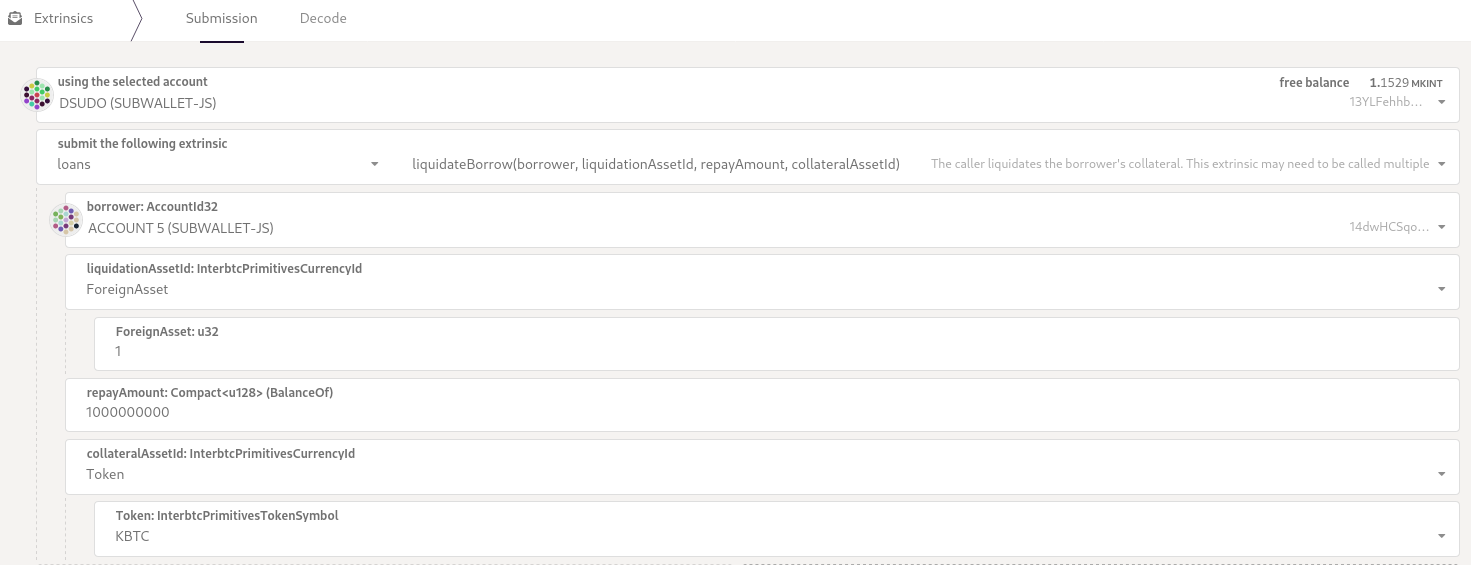 Extrinsics Submission Decode
using the selected account free balance 1.1529 MKINT
DSUDO (SUBWALLET-JS) 13YLFehhb...
submit the following extrinsic
loans liquidateBorrow(borrower, liquidationAssetId, repayAmount, collateralAssetId) The caller liquidates the borrower's collateral. This extrinsic may need to be called multiple
borrower: AccountId32
ACCOUNT 5 (SUBWALLET-JS) 14dwHCSqo...
liquidationAssetId: InterbtcPrimitivesCurrencyId
ForeignAsset
ForeignAsset: u32
1
repayAmount: Compact<u128> (BalanceOf)
1000000000
collateralAssetId: InterbtcPrimitivesCurrencyId
Token
Token: InterbtcPrimitivesTokenSymbol
KBTC